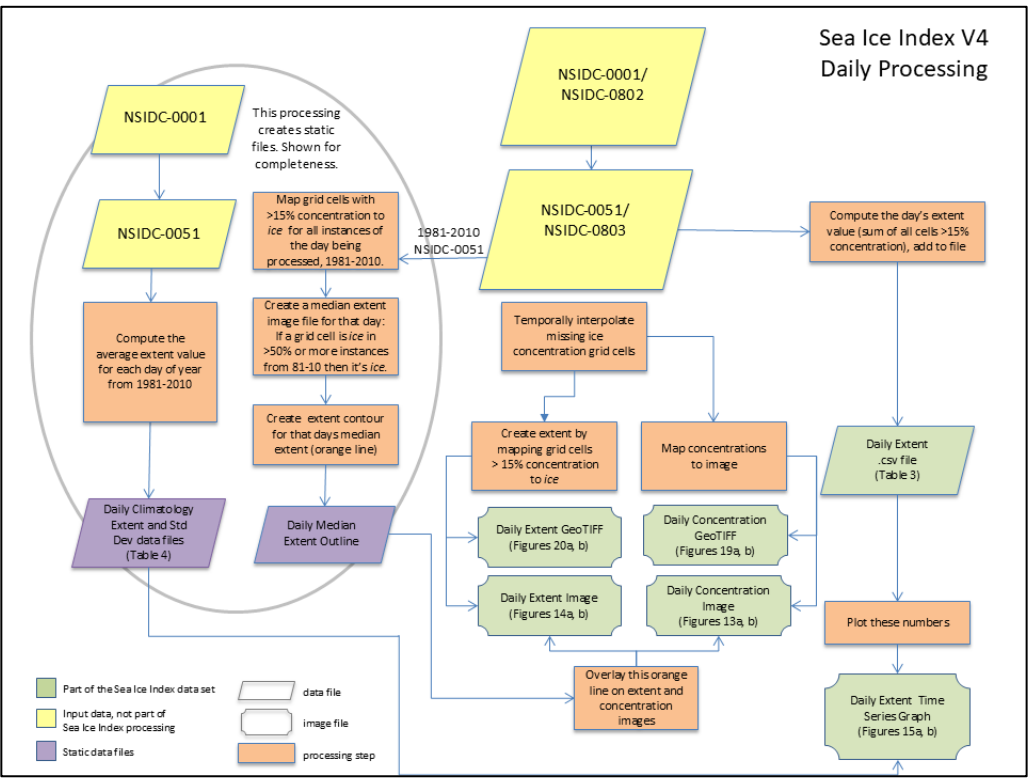 Sea Ice Index V4
Daily Processing
NSIDC-0001
This processing
creates static
files. Shown for
completeness.
NSIDC-0051
Compute the
average extent value
for each day of year
from 1981-2010
Daily Climatology
Extent and Std
Dev data files
(Table 4)
Map grid cells with
>15% concentration to
ice for all instances of
the day being
processed, 1981-2010.
Create a median extent
image file for that day:
If a grid cell is ice in
>50% or more instances
from 81-10 then it's ice.
Create extent contour
for that days median
extent (orange line)
Daily Median
Extent Outline
NSIDC-0001/
NSIDC-0802
NSIDC-0051/
NSIDC-0803
1981-2010
NSIDC-0051
Temporally interpolate
missing ice
concentration grid cells
Create extent by
mapping grid cells
> 15% concentration
to ice
Map concentrations
to image
Daily Extent GeoTIFF
(Figures 20a, b)
Daily Concentration
GeoTIFF
(Figures 19a, b)
Daily Extent Image
(Figures 14a, b)
Daily Concentration
Image
(Figures 13a, b)
Overlay this orange
line on extent and
concentration
images
Compute the day's extent
value (sum of all cells >15%
concentration), add to file
Daily Extent
.csv file
(Table 3)
Plot these numbers
Daily Extent Time
Series Graph
(Figures 15a, b)
Part of the Sea Ice Index data set
Input data, not part of
Sea Ice Index processing
Static data files
data file
image file
processing step